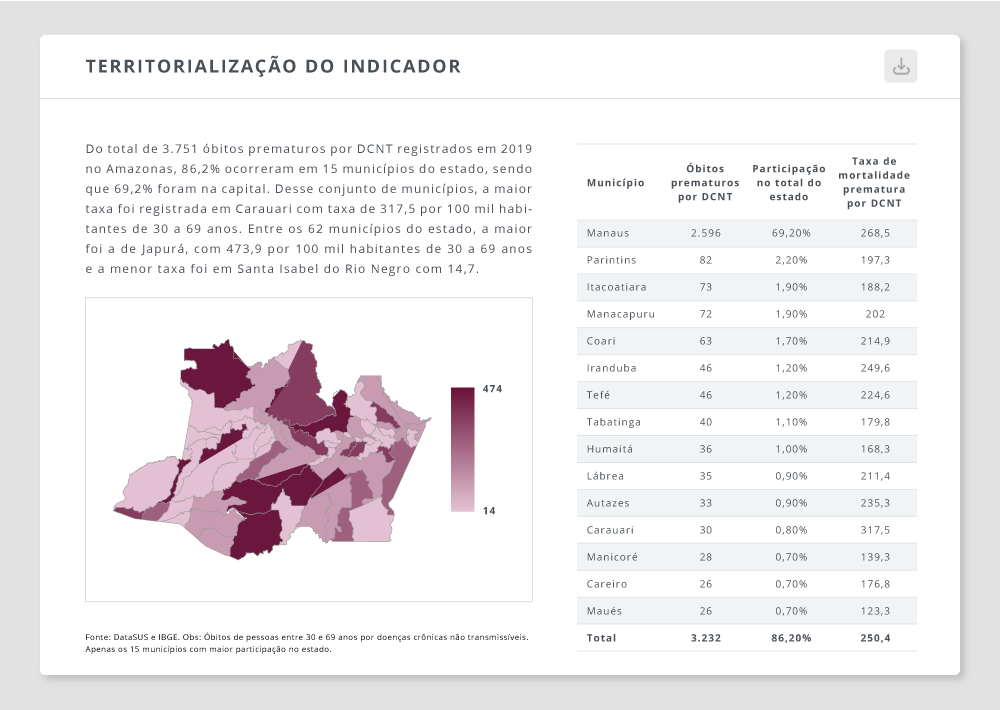 TERRITORIALIZAÇÃO DO INDICADOR
Do total de 3.751 óbitos prematuros por DCNT registrados em 2019
no Amazonas, 86,2% ocorreram em 15 municípios do estado, sendo
que 69,2% foram na capital. Desse conjunto de municípios, a maior
taxa foi registrada em Carauari com taxa de 317,5 por 100 mil habi-
tantes de 30 a 69 anos. Entre os 62 municípios do estado, a maior
foi a de Japurá, com 473,9 por 100 mil habitantes de 30 a 69 anos
e a menor taxa foi em Santa Isabel do Rio Negro com 14,7.
474
14
Fonte: DataSUS e IBGE. Obs: Óbitos de pessoas entre 30 e 69 anos por doenças crônicas não transmissíveis.
Apenas os 15 municípios com maior participação no estado.
Município
Óbitos
prematuros
por DCNT
Participação
no total do
estado
Taxa de
mortalidade
prematura
por DCNT
Manaus 2.596 69,20% 268,5
Parintins 82 2,20% 197,3
Itacoatiara 73 1,90% 188,2
Manacapuru 72 1,90% 202
Coari 63 1,70% 214,9
Iranduba 46 1,20% 249,6
Tefé 46 1,20% 224,6
Tabatinga 40 1,10% 179,8
Humaitá 36 1,00% 168,3
Lábrea 35 0,90% 211,4
Autazes 33 0,90% 235,3
Carauari 30 0,80% 317,5
Manicoré 28 0,70% 139,3
Careiro 26 0,70% 176,8
Maués 26 0,70% 123,3
Total 3.232 86,20% 250,4